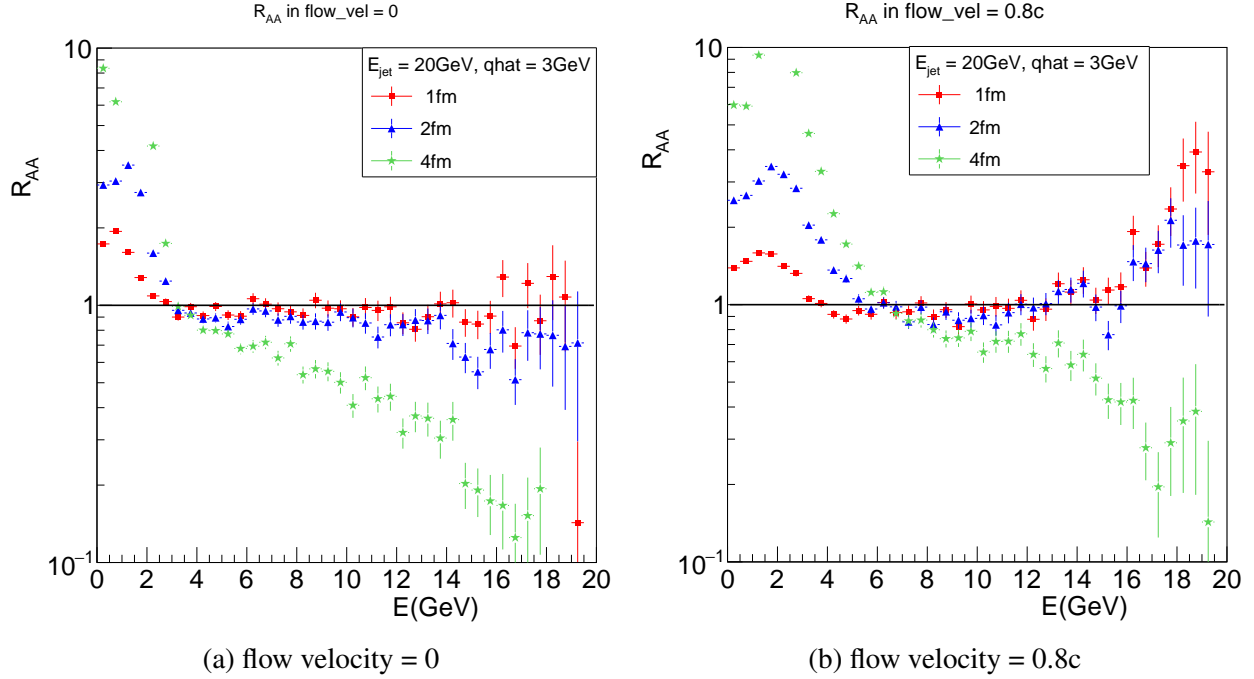 R_AA in flow_vel = 0
R_AA
10
1
10⁻¹
E_jet = 20GeV, qhat = 3GeV
1fm
2fm
4fm
0 2 4 6 8 10 12 14 16 18 20
E(GeV)
(a) flow velocity = 0
R_AA in flow_vel = 0.8c
R_AA
10
1
10⁻¹
E_jet = 20GeV, qhat = 3GeV
1fm
2fm
4fm
0 2 4 6 8 10 12 14 16 18 20
E(GeV)
(b) flow velocity = 0.8c